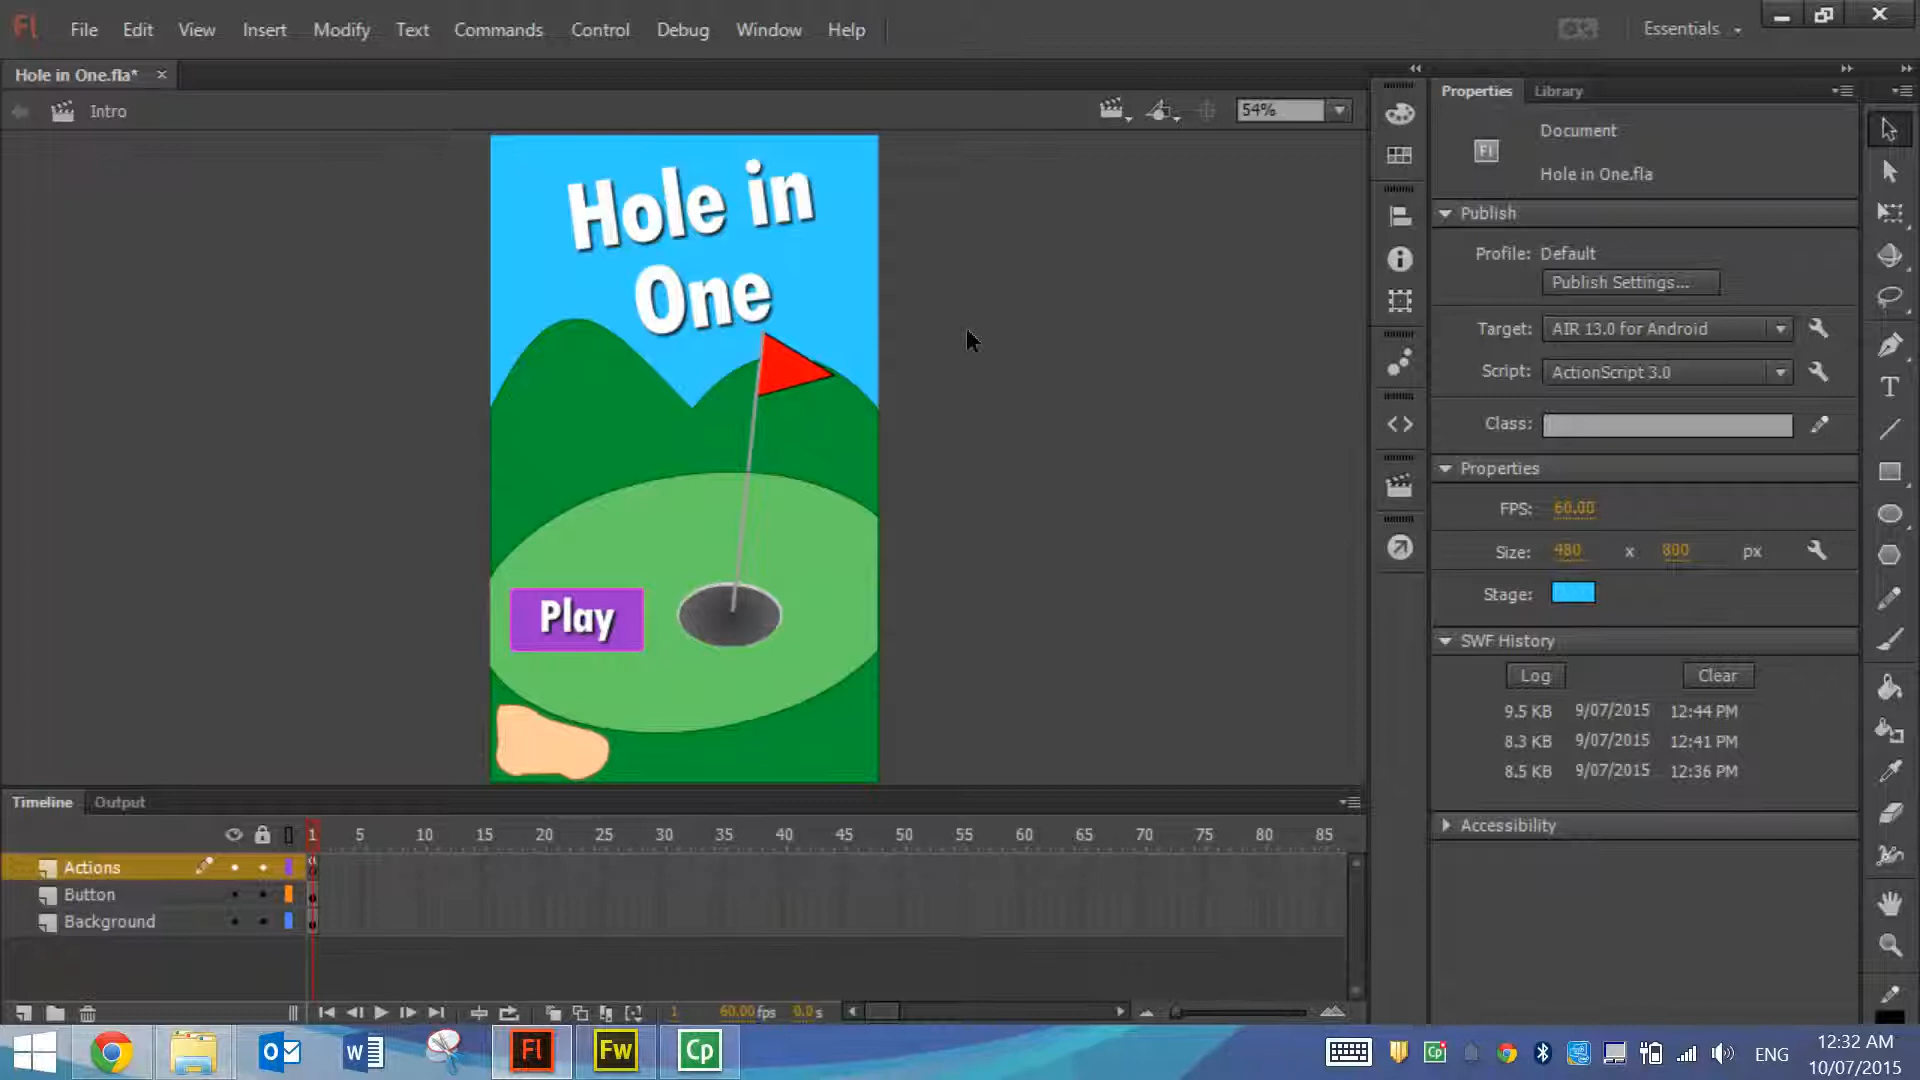 Fl
File Edit View Insert Modify Text Commands Control Debug Window Help
Essentials
Hole in One.fla*
Intro
54%
Hole in
One
Play
Properties Library
Document
Fl
Hole in One.fla
Publish
Profile: Default
Publish Settings...
Target: AIR 13.0 for Android
Script: ActionScript 3.0
Class:
Properties
FPS: 60.00
Size: 480 x 800 px
Stage:
SWF History
Log Clear
9.5 KB 9/07/2015 12:44 PM
8.3 KB 9/07/2015 12:41 PM
8.5 KB 9/07/2015 12:36 PM
Accessibility
Timeline Output
1 5 10 15 20 25 30 35 40 45 50 55 60 65 70 75 80 85
Actions
Button
Background
1 60.00fps 0.0s
Fl Fw Cp
ENG
12:32 AM
10/07/2015